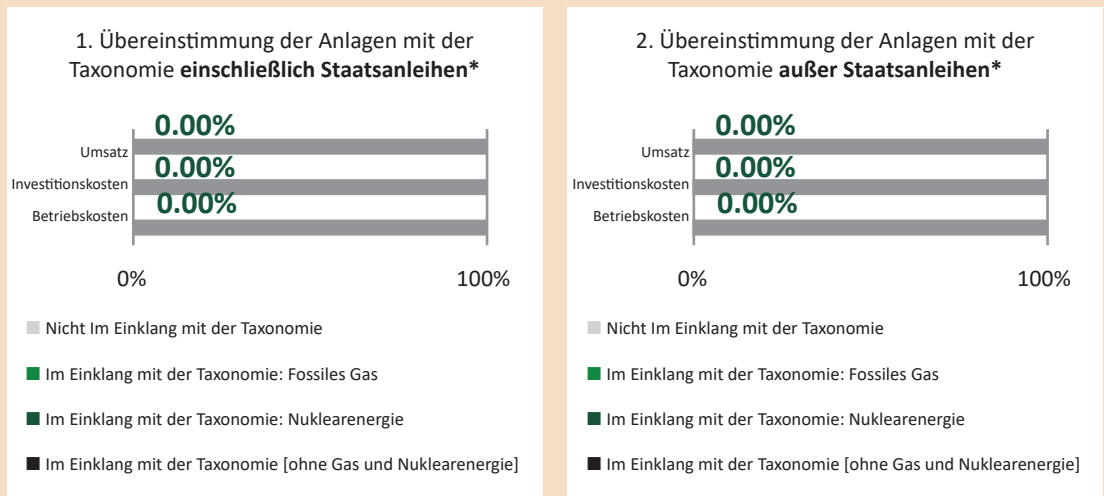 1. Übereinstimmung der Anlagen mit der
Taxonomie einschließlich Staatsanleihen*
0.00%
Umsatz
0.00%
Investitionskosten
0.00%
Betriebskosten
0%
100%
Nicht Im Einklang mit der Taxonomie
Im Einklang mit der Taxonomie: Fossiles Gas
Im Einklang mit der Taxonomie: Nuklearenergie
Im Einklang mit der Taxonomie [ohne Gas und Nuklearenergie]
2. Übereinstimmung der Anlagen mit der
Taxonomie außer Staatsanleihen*
0.00%
Umsatz
0.00%
Investitionskosten
0.00%
Betriebskosten
0%
100%
Nicht Im Einklang mit der Taxonomie
Im Einklang mit der Taxonomie: Fossiles Gas
Im Einklang mit der Taxonomie: Nuklearenergie
Im Einklang mit der Taxonomie [ohne Gas und Nuklearenergie]